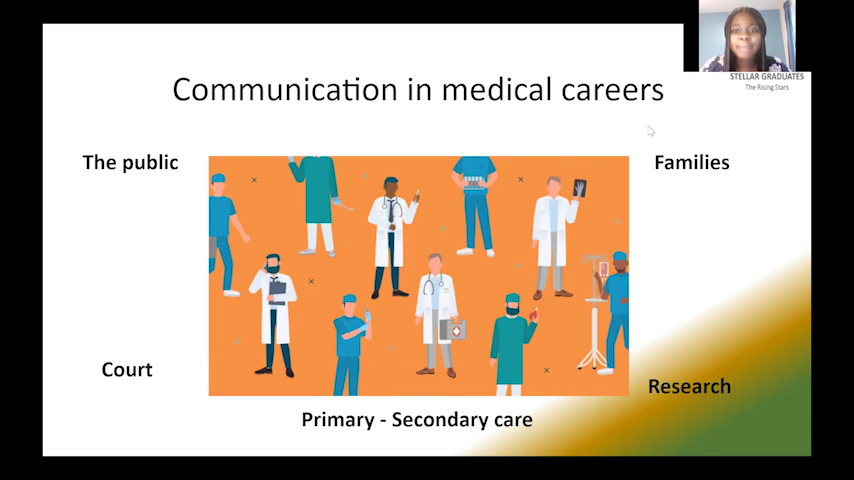 STELLAR GRADUATES
The Rising Stars
Communication in medical careers
The public
Families
Court
Research
Primary - Secondary care